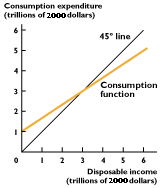 Consumption expenditure
(trillions of 2000 dollars)
6
45° line
5
4
Consumption
function
3
2
1
0
1
2
3
4
5
6
Disposable income
(trillions of 2000 dollars)